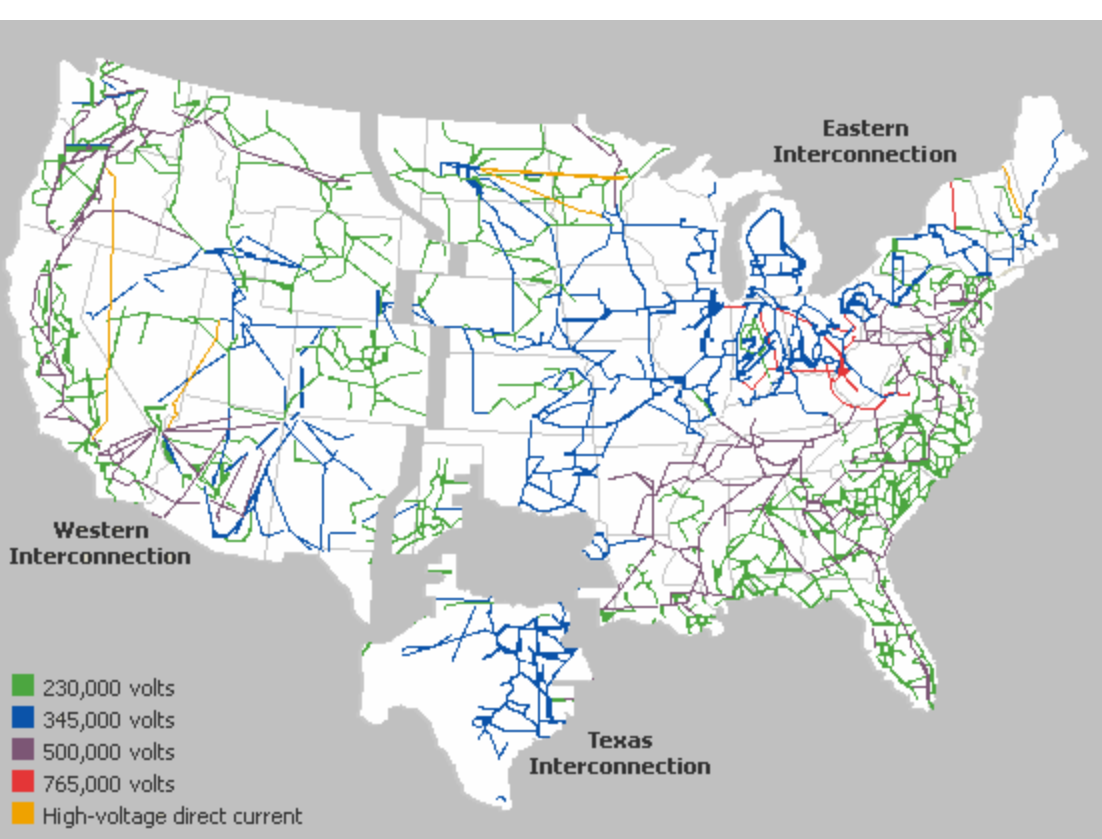 Eastern
Interconnection
Western
Interconnection
Texas
Interconnection
230,000 volts
345,000 volts
500,000 volts
765,000 volts
High-voltage direct current